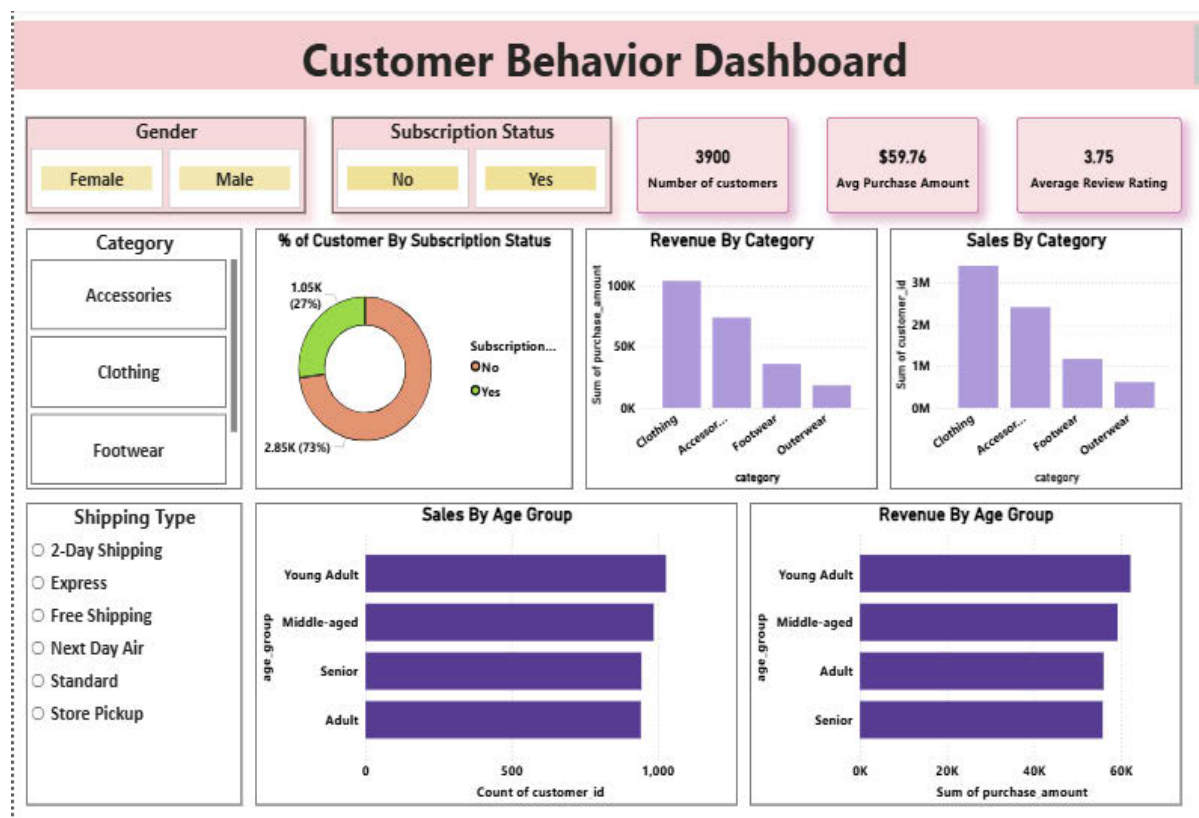 Customer Behavior Dashboard
Gender
Female
Male
Subscription Status
No
Yes
3900
Number of customers
$59.76
Avg Purchase Amount
3.75
Average Review Rating
Category
Accessories
Clothing
Footwear
% of Customer By Subscription Status
1.05K
(27%)
2.85K (73%)
Subscription...
No
Yes
Revenue By Category
Sum of purchase_amount
100K
50K
0K
Clothing
Accessor...
Footwear
Outerwear
category
Sales By Category
Sum of customer_id
3M
2M
1M
0M
Clothing
Accessor...
Footwear
Outerwear
category
Shipping Type
2-Day Shipping
Express
Free Shipping
Next Day Air
Standard
Store Pickup
Sales By Age Group
age_group
Young Adult
Middle-aged
Senior
Adult
0
500
1,000
Count of customer_id
Revenue By Age Group
age_group
Young Adult
Middle-aged
Adult
Senior
0K
20K
40K
60K
Sum of purchase_amount